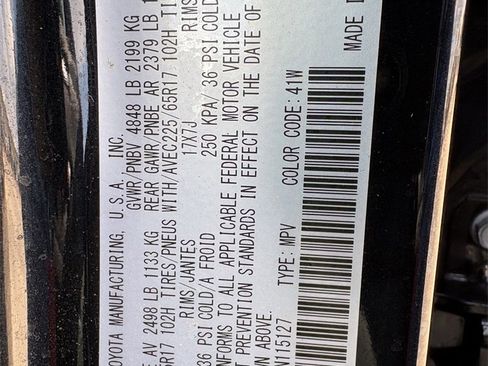 TOYOTA MANUFACTURING, U.S.A. INC.
GVWR/PNBV 4848 LB 2199 KG
AV 2498 LB 1133 KG REAR GAWR/PNBE AR 2379 LB
102H TIRES/PNEUS WITH/AVEC225/65R17 102H
RIMS/JANTES 17X7J RIMS
36 PSI COLD/A FROID 250 KPA/ 36 PSI COLD
TO ALL APPLICABLE FEDERAL MOTOR VEHICLE
PREVENTION STANDARDS IN EFFECT ON THE DATE OF
ABOVE.
115127 TYPE: MPV COLOR CODE: 41W MADE